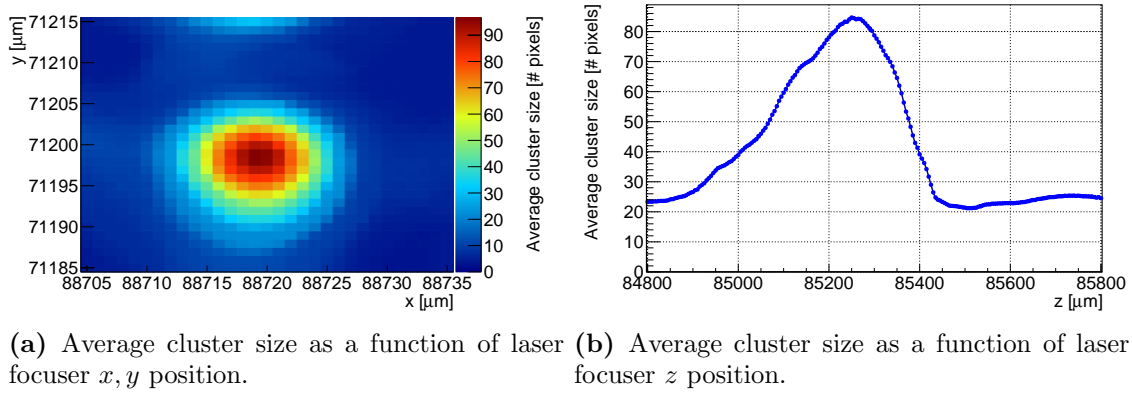 y [μm]
71215
71210
71205
71200
71195
71190
71185
88705 88710 88715 88720 88725 88730 88735
x [μm]
90
80
70
60
50
40
30
20
10
0
Average cluster size [# pixels]
Average cluster size [# pixels]
80
70
60
50
40
30
20
10
0
84800 85000 85200 85400 85600 85800
z [μm]
(a) Average cluster size as a function of laser
focuser x, y position.
(b) Average cluster size as a function of laser
focuser z position.